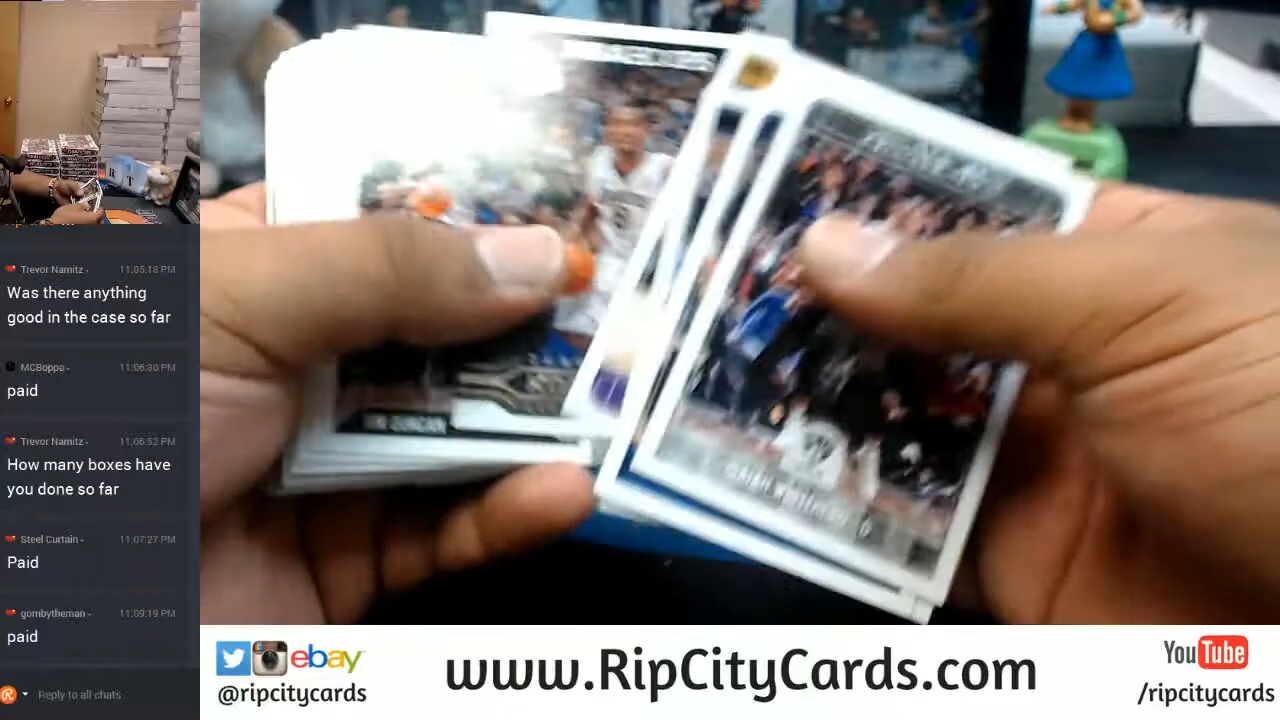 Trevor Namitz - 11:05:18 PM
Was there anything
good in the case so far
MCBoppe - 11:06:30 PM
paid
Trevor Namitz - 11:06:52 PM
How many boxes have
you done so far
Steel Curtain - 11:07:27 PM
Paid
gombytheman - 11:09:19 PM
paid
Reply to all chats
TIM DUNCAN
ebay
@ripcitycards
www.RipCityCards.com
YouTube
/ripcitycards